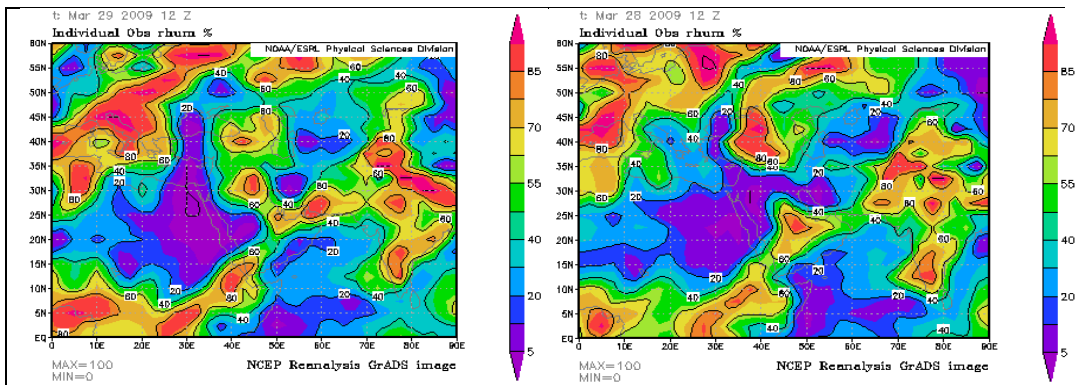 t: Mar 29 2009 12 Z
Individual Obs rhum %
NOAA/ESRL Physical Sciences Division
60N
55N
50N
45N
40N
35N
30N
25N
20N
15N
10N
5N
EQ
0 10E 20E 30E 40E 50E 60E 70E 80E 90E
85
70
55
40
20
5
MAX=100
MIN=0
NCEP Reanalysis GrADS image
t: Mar 28 2009 12 Z
Individual Obs rhum %
NOAA/ESRL Physical Sciences Division
60N
55N
50N
45N
40N
35N
30N
25N
20N
15N
10N
5N
EQ
0 10E 20E 30E 40E 50E 60E 70E 80E 90E
85
70
55
40
20
5
MAX=100
MIN=0
NCEP Reanalysis GrADS image